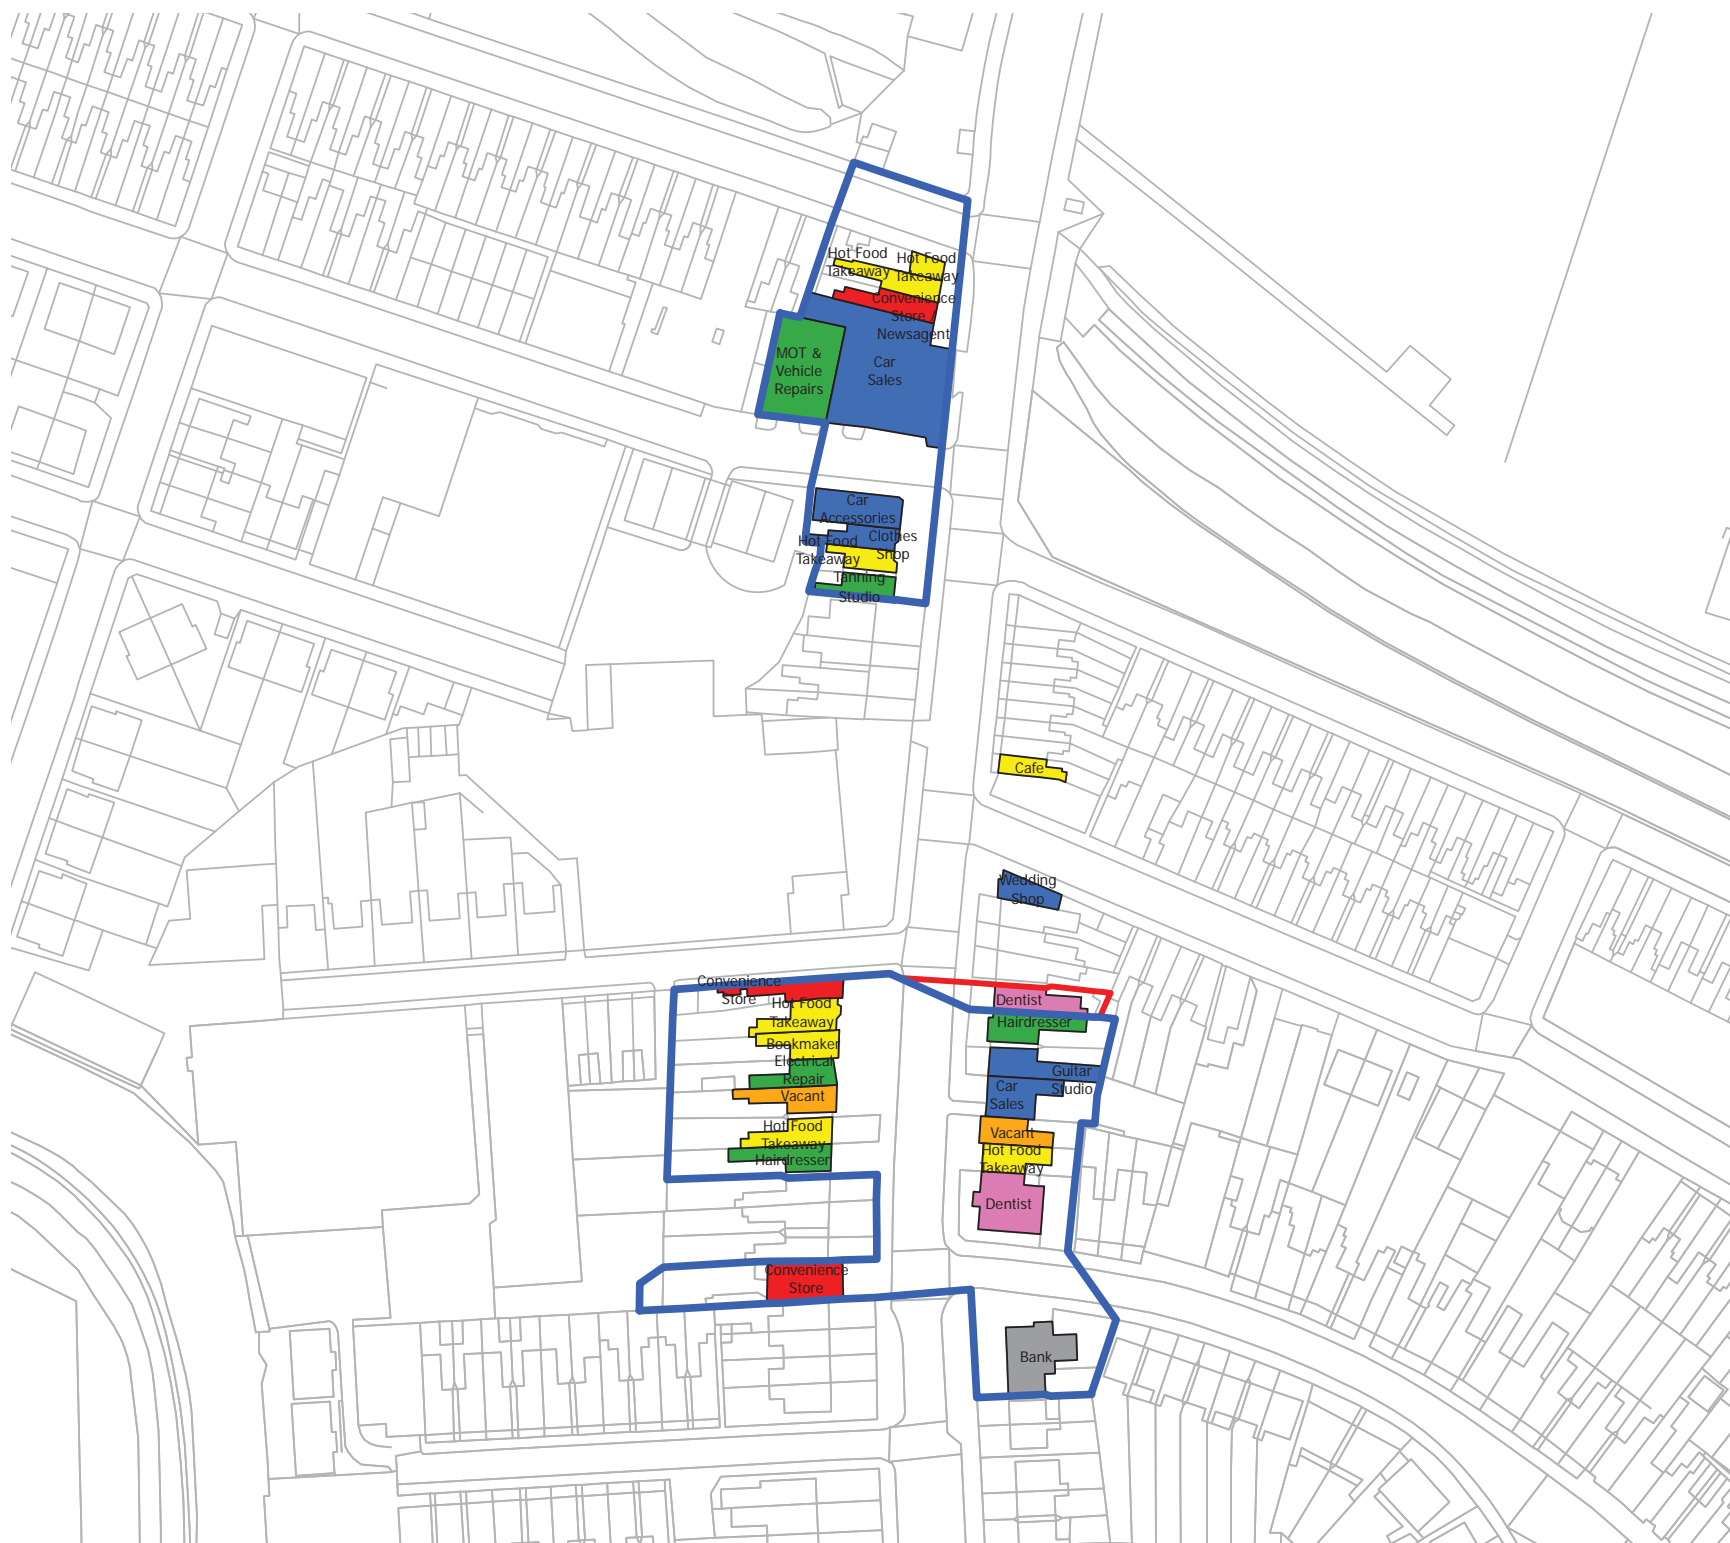 Hot Food
Takeaway
Hot Food
Takeaway
Convenience
Store
Newsagent
MOT &
Vehicle
Repairs
Car
Sales
Car
Accessories
Clothes
Shop
Hot Food
Takeaway
Tanning
Studio
Cafe
Wedding
Shop
Convenience
Store
Hot Food
Takeaway
Bookmaker
Electrical
Repair
Vacant
Hot Food
Takeaway
Hairdresser
Convenience
Store
Dentist
Hairdresser
Guitar
Studio
Car
Sales
Vacant
Hot Food
Takeaway
Dentist
Bank